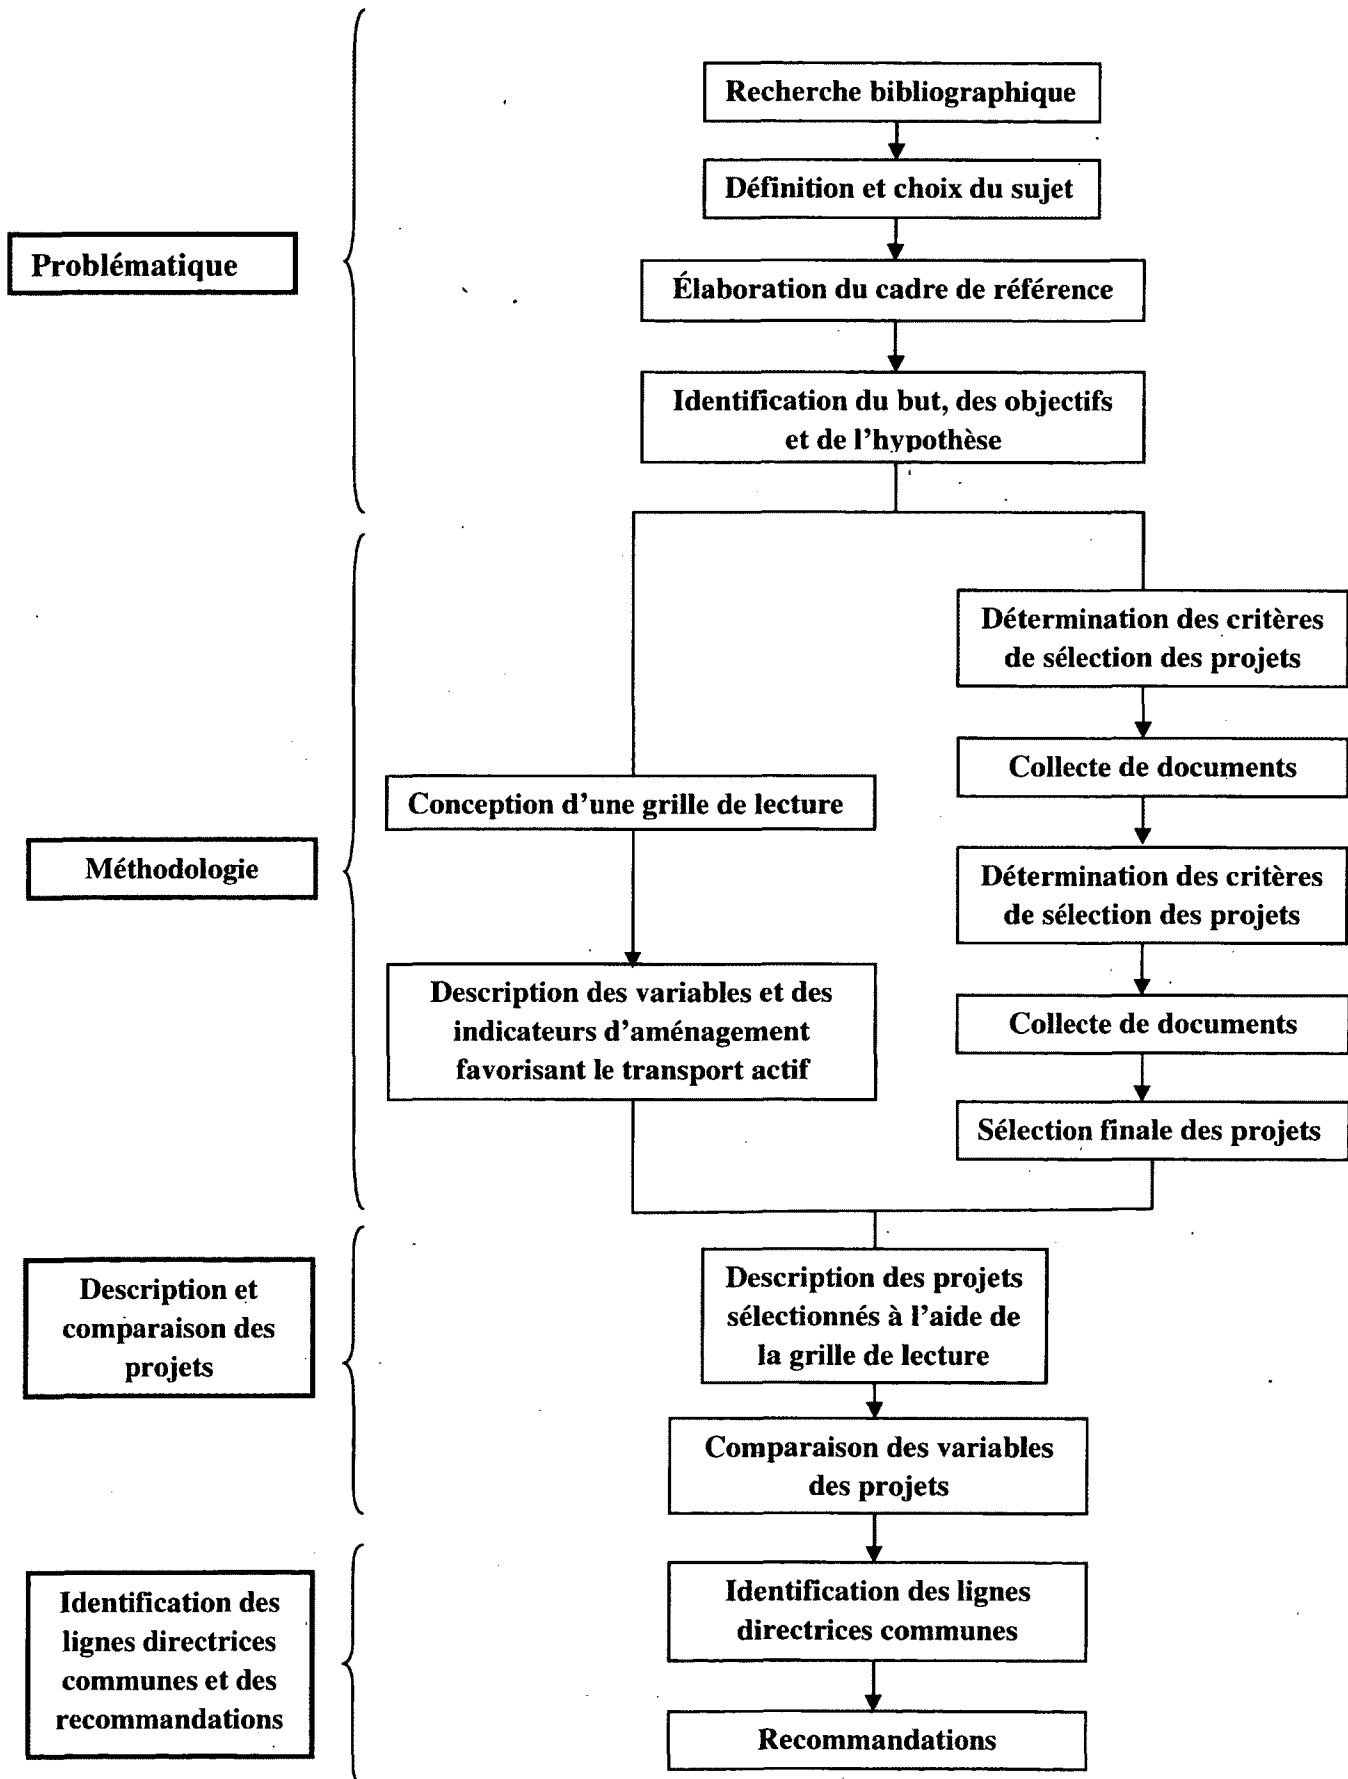 Recherche bibliographique
Définition et choix du sujet
Problématique
Élaboration du cadre de référence
Identification du but, des objectifs
et de l'hypothèse
Méthodologie
Conception d'une grille de lecture
Description des variables et des
indicateurs d'aménagement
favorisant le transport actif
Détermination des critères
de sélection des projets
Collecte de documents
Détermination des critères
de sélection des projets
Collecte de documents
Sélection finale des projets
Description et
comparaison des
projets
Description des projets
sélectionnés à l'aide de
la grille de lecture
Comparaison des variables
des projets
Identification des
lignes directrices
communes et des
recommandations
Identification des lignes
directrices communes
Recommandations